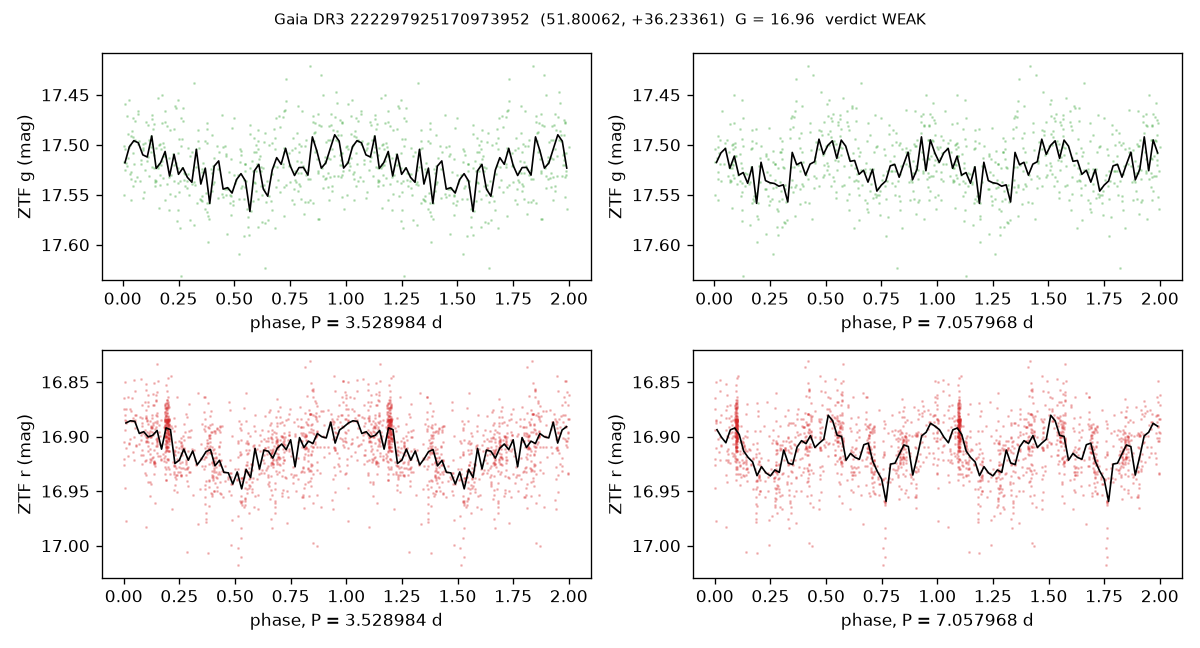 Gaia DR3 222297925170973952  (51.80062, +36.23361)  G = 16.96  verdict WEAK
ZTF g (mag)
17.45
17.50
17.55
17.60
0.00 0.25 0.50 0.75 1.00 1.25 1.50 1.75 2.00
phase, P = 3.528984 d
ZTF g (mag)
17.45
17.50
17.55
17.60
0.00 0.25 0.50 0.75 1.00 1.25 1.50 1.75 2.00
phase, P = 7.057968 d
ZTF r (mag)
16.85
16.90
16.95
17.00
0.00 0.25 0.50 0.75 1.00 1.25 1.50 1.75 2.00
phase, P = 3.528984 d
ZTF r (mag)
16.85
16.90
16.95
17.00
0.00 0.25 0.50 0.75 1.00 1.25 1.50 1.75 2.00
phase, P = 7.057968 d